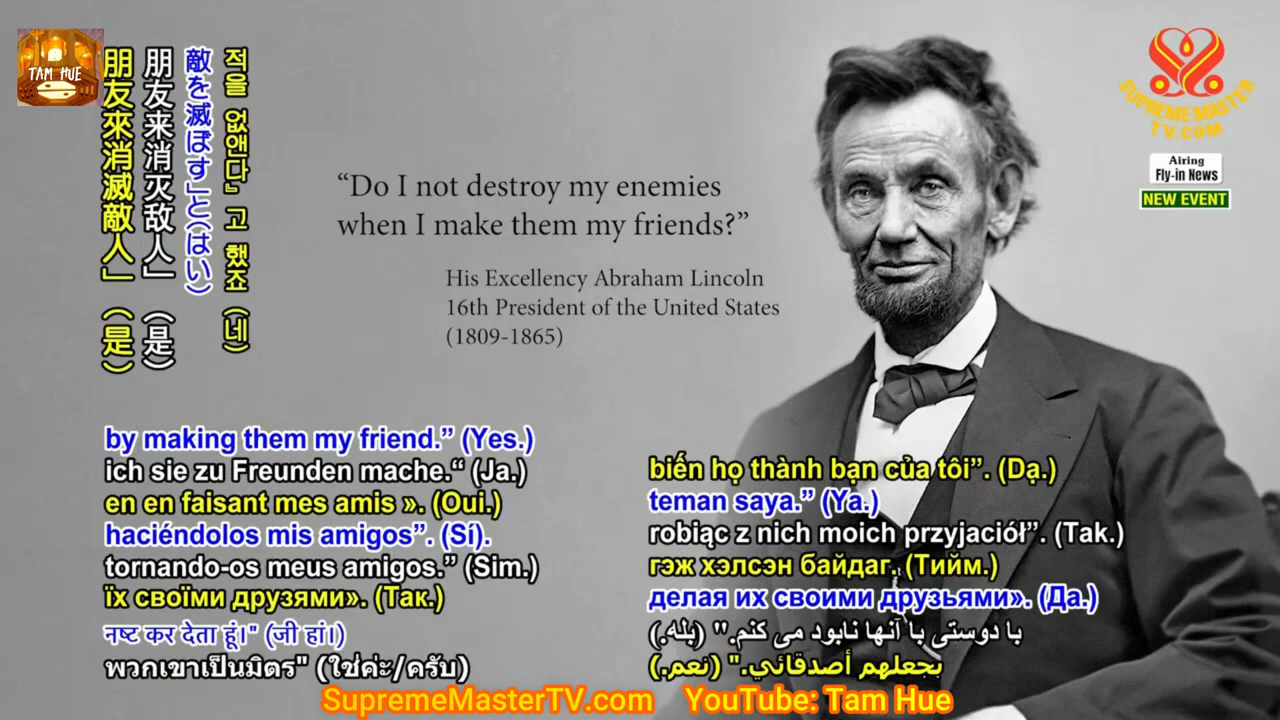 TAM HUE
朋友來消滅敵人」（是）
朋友来消灭敌人」（是）
敵を滅ぼす」と(はい)
적을 없앤다』고 했죠 (네)
“Do I not destroy my enemies
when I make them my friends?”
His Excellency Abraham Lincoln
16th President of the United States
(1809-1865)
SUPREME MASTER
TV.COM
Airing
Fly-in News
NEW EVENT
by making them my friend.” (Yes.)
ich sie zu Freunden mache.“ (Ja.)
en en faisant mes amis ». (Oui.)
haciéndolos mis amigos”. (Sí).
tornando-os meus amigos.” (Sim.)
їх своїми друзями». (Так.)
नष्ट कर देता हूं।" (जी हां।)
พวกเขาเป็นมิตร" (ใช่ค่ะ/ครับ)
biến họ thành bạn của tôi”. (Dạ.)
teman saya.” (Ya.)
robiąc z nich moich przyjaciół”. (Tak.)
гэж хэлсэн байдаг. (Тийм.)
делая их своими друзьями». (Да.)
با دوستی با آنها نابود می کنم." (بله.)
بجعلهم أصدقائي." (نعم.)
SupremeMasterTV.com YouTube: Tam Hue